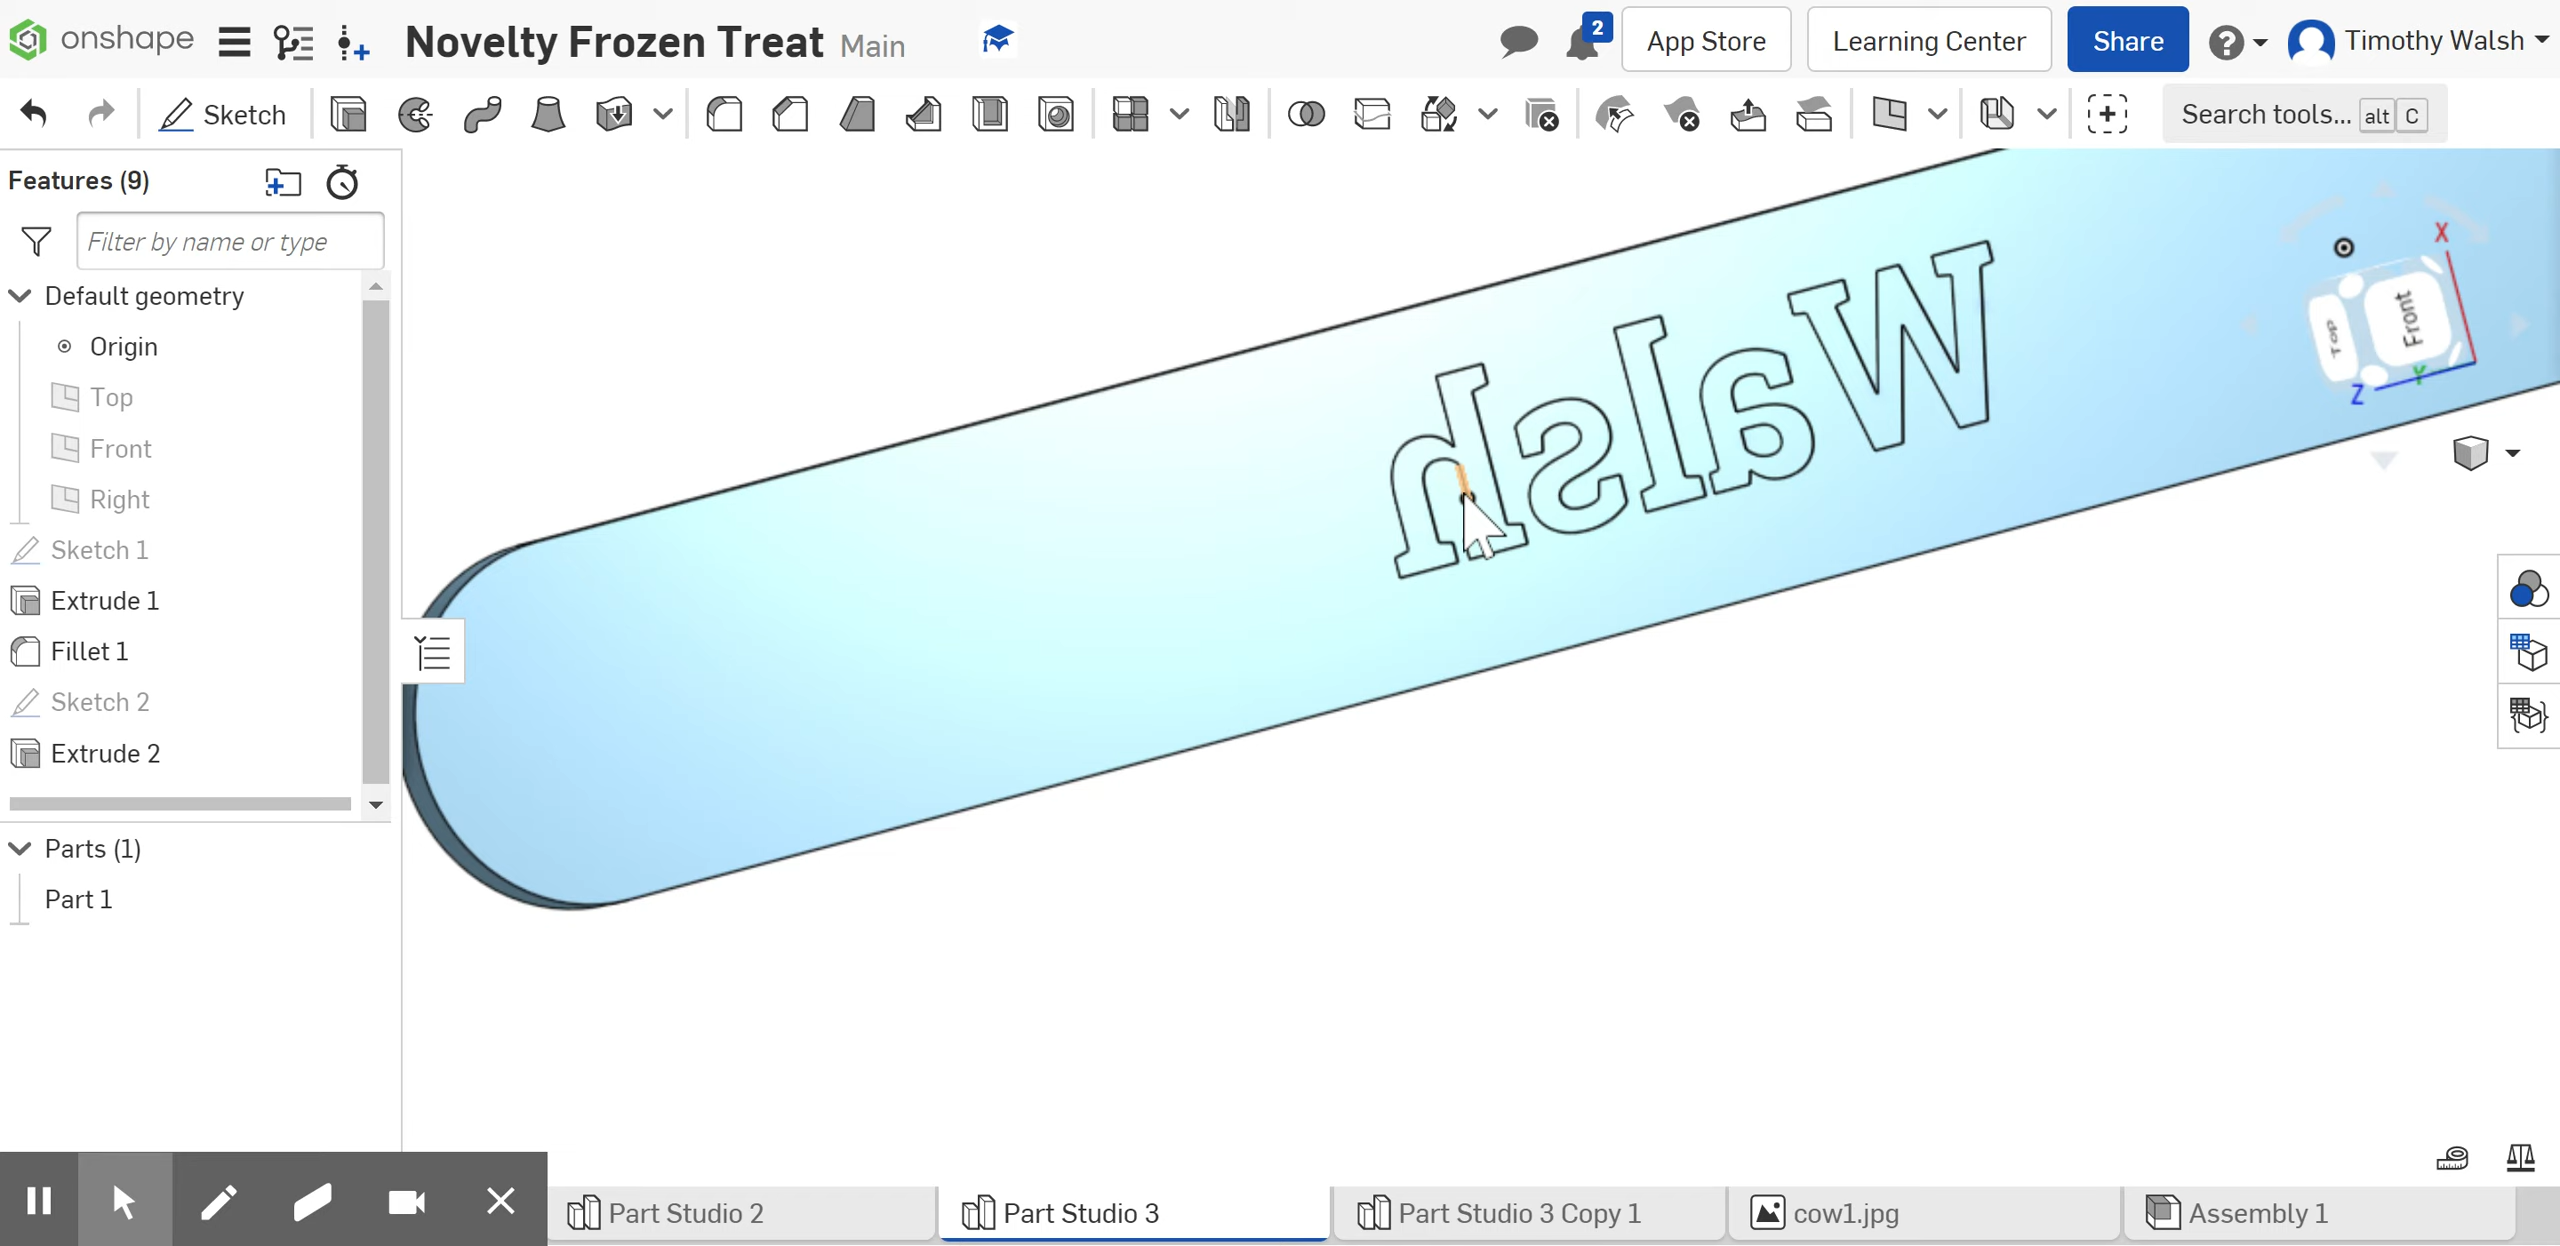 onshape Novelty Frozen Treat Main 2 App Store Learning Center Share ? Timothy Walsh
Sketch Search tools... alt C
Features (9)
Filter by name or type
Default geometry
Origin
Top
Front
Right
Sketch 1
Extrude 1
Fillet 1
Sketch 2
Extrude 2
Parts (1)
Part 1
Walsh
X
Top Front
Z Y
Part Studio 2 Part Studio 3 Part Studio 3 Copy 1 cow1.jpg Assembly 1